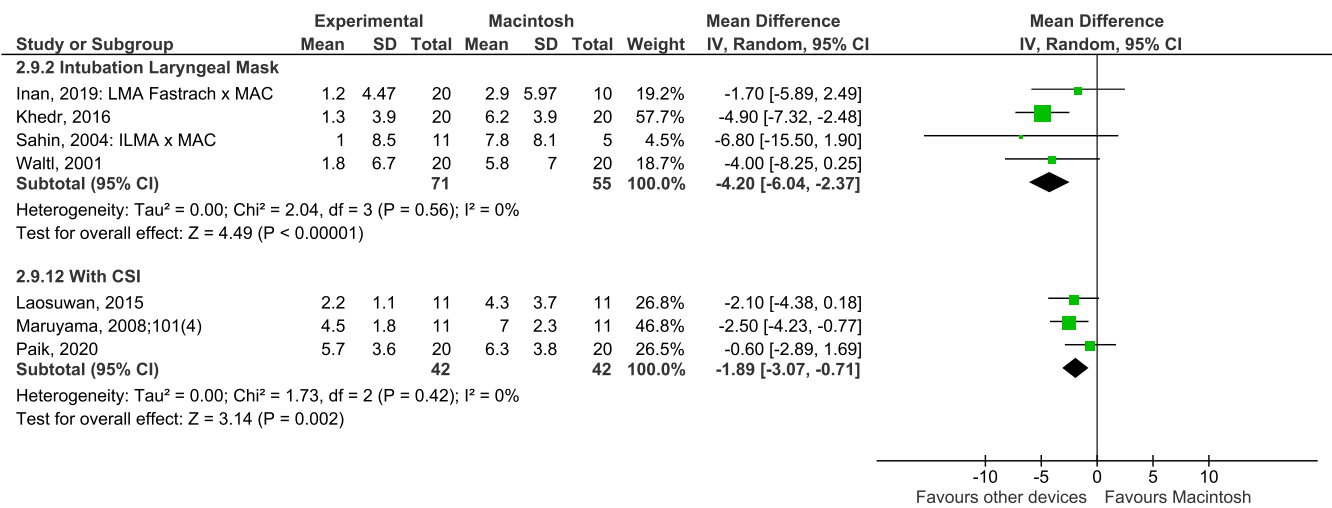 Experimental Macintosh Mean Difference Mean Difference
Study or Subgroup Mean SD Total Mean SD Total Weight IV, Random, 95% CI IV, Random, 95% CI
2.9.2 Intubation Laryngeal Mask
Inan, 2019: LMA Fastrach x MAC 1.2 4.47 20 2.9 5.97 10 19.2% -1.70 [-5.89, 2.49]
Khedr, 2016 1.3 3.9 20 6.2 3.9 20 57.7% -4.90 [-7.32, -2.48]
Sahin, 2004: ILMA x MAC 1 8.5 11 7.8 8.1 5 4.5% -6.80 [-15.50, 1.90]
Waltl, 2001 1.8 6.7 20 5.8 7 20 18.7% -4.00 [-8.25, 0.25]
Subtotal (95% CI) 71 55 100.0% -4.20 [-6.04, -2.37]
Heterogeneity: Tau² = 0.00; Chi² = 2.04, df = 3 (P = 0.56); I² = 0%
Test for overall effect: Z = 4.49 (P < 0.00001)
2.9.12 With CSI
Laosuwan, 2015 2.2 1.1 11 4.3 3.7 11 26.8% -2.10 [-4.38, 0.18]
Maruyama, 2008;101(4) 4.5 1.8 11 7 2.3 11 46.8% -2.50 [-4.23, -0.77]
Paik, 2020 5.7 3.6 20 6.3 3.8 20 26.5% -0.60 [-2.89, 1.69]
Subtotal (95% CI) 42 42 100.0% -1.89 [-3.07, -0.71]
Heterogeneity: Tau² = 0.00; Chi² = 1.73, df = 2 (P = 0.42); I² = 0%
Test for overall effect: Z = 3.14 (P = 0.002)
-10 -5 0 5 10
Favours other devices Favours Macintosh